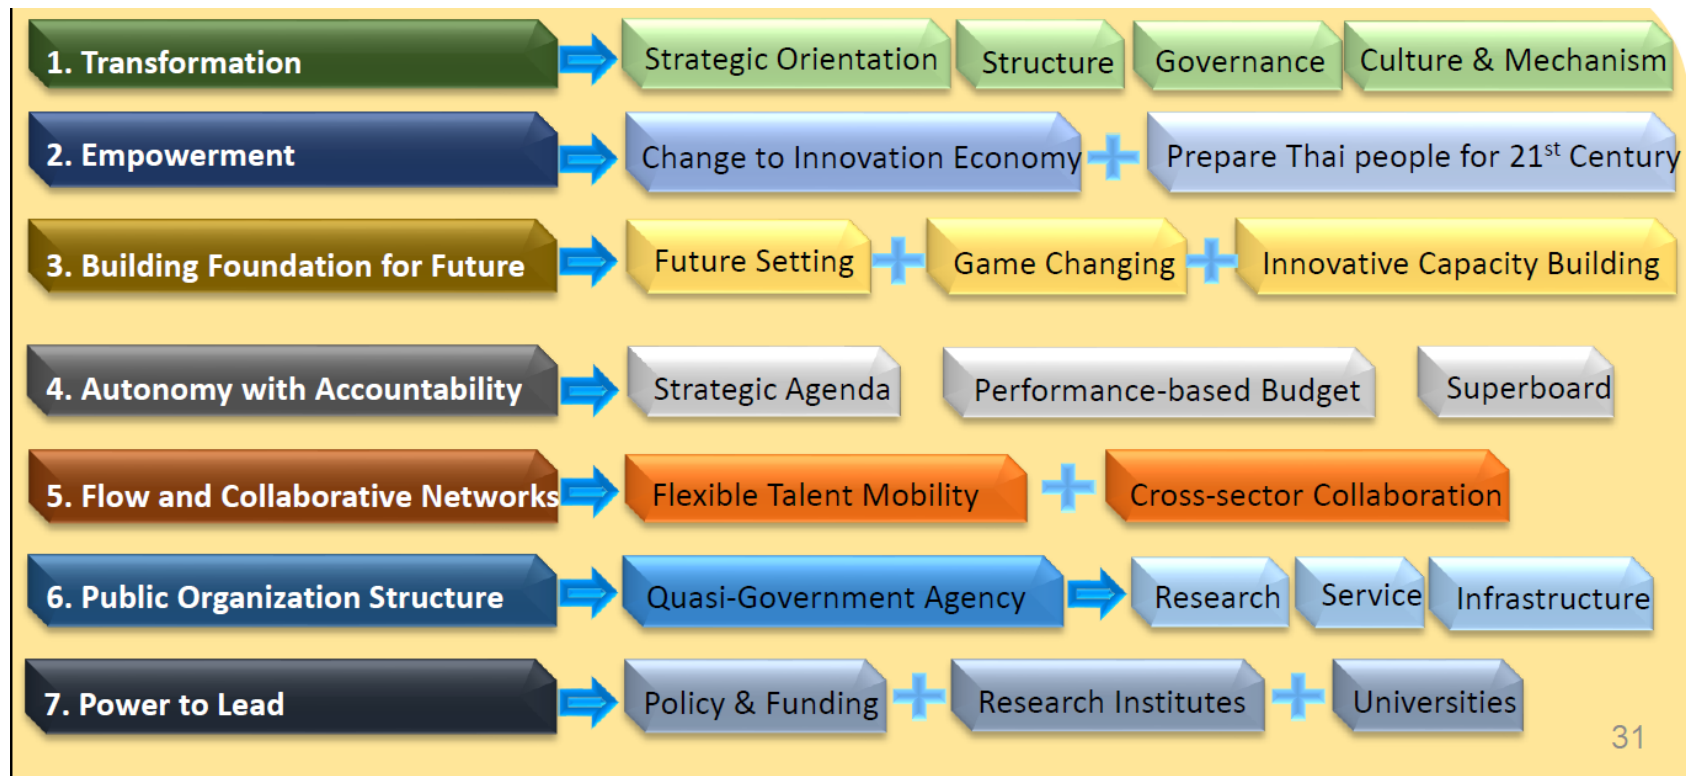 1. Transformation Strategic Orientation Structure Governance Culture & Mechanism
2. Empowerment Change to Innovation Economy + Prepare Thai people for 21st Century
3. Building Foundation for Future Future Setting + Game Changing + Innovative Capacity Building
4. Autonomy with Accountability Strategic Agenda Performance-based Budget Superboard
5. Flow and Collaborative Networks Flexible Talent Mobility + Cross-sector Collaboration
6. Public Organization Structure Quasi-Government Agency Research Service Infrastructure
7. Power to Lead Policy & Funding + Research Institutes + Universities
31